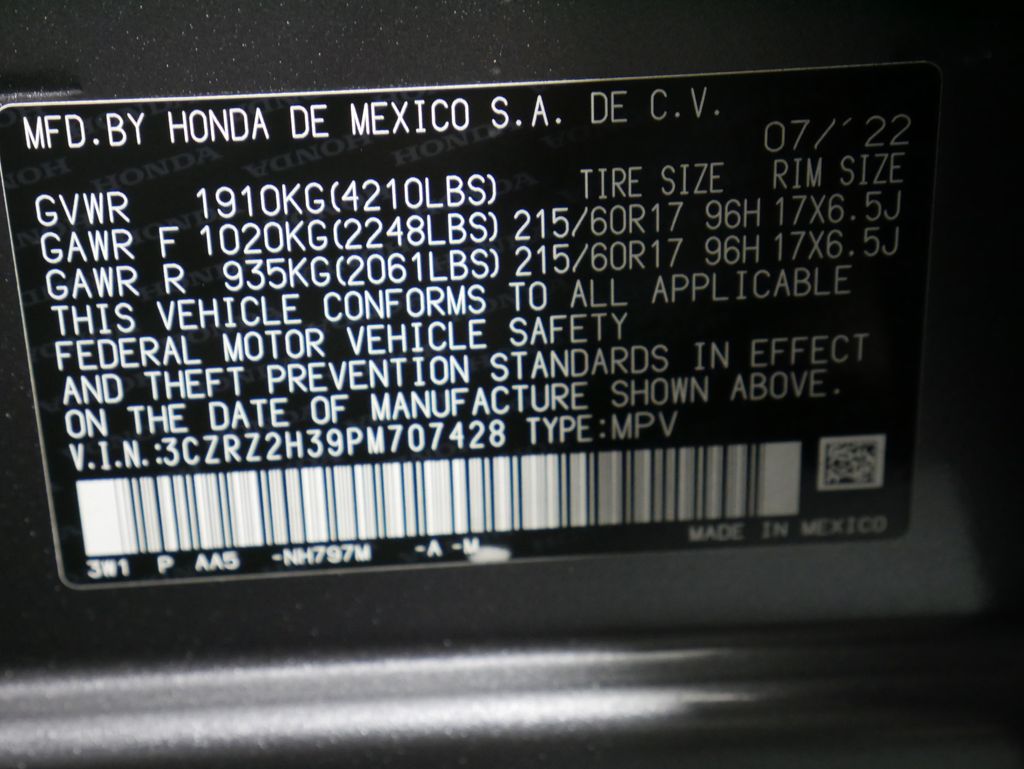 MFD.BY HONDA DE MEXICO S.A. DE C.V.
07/´22
TIRE SIZE RIM SIZE
GVWR 1910KG(4210LBS)
GAWR F 1020KG(2248LBS) 215/60R17 96H 17X6.5J
GAWR R 935KG(2061LBS) 215/60R17 96H 17X6.5J
THIS VEHICLE CONFORMS TO ALL APPLICABLE
FEDERAL MOTOR VEHICLE SAFETY
AND THEFT PREVENTION STANDARDS IN EFFECT
ON THE DATE OF MANUFACTURE SHOWN ABOVE.
V.I.N.:3CZRZ2H39PM707428 TYPE:MPV
MADE IN MEXICO
3W1 P AA5 -NH797M -A -M